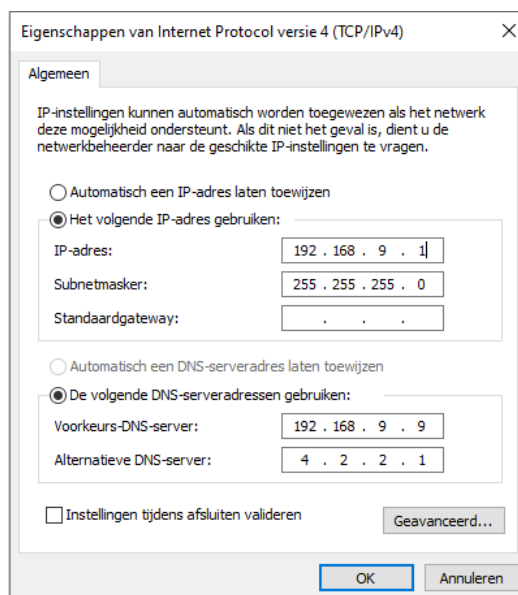 Eigenschappen van Internet Protocol versie 4 (TCP/IPv4)
Algemeen
IP-instellingen kunnen automatisch worden toegewezen als het netwerk
deze mogelijkheid ondersteunt. Als dit niet het geval is, dient u de
netwerkbeheerder naar de geschikte IP-instellingen te vragen.
Automatisch een IP-adres laten toewijzen
Het volgende IP-adres gebruiken:
IP-adres: 192 . 168 . 9 . 1
Subnetmasker: 255 . 255 . 255 . 0
Standaardgateway: . . .
Automatisch een DNS-serveradres laten toewijzen
De volgende DNS-serveradressen gebruiken:
Voorkeurs-DNS-server: 192 . 168 . 9 . 9
Alternatieve DNS-server: 4 . 2 . 2 . 1
Instellingen tijdens afsluiten valideren
Geavanceerd...
OK Annuleren